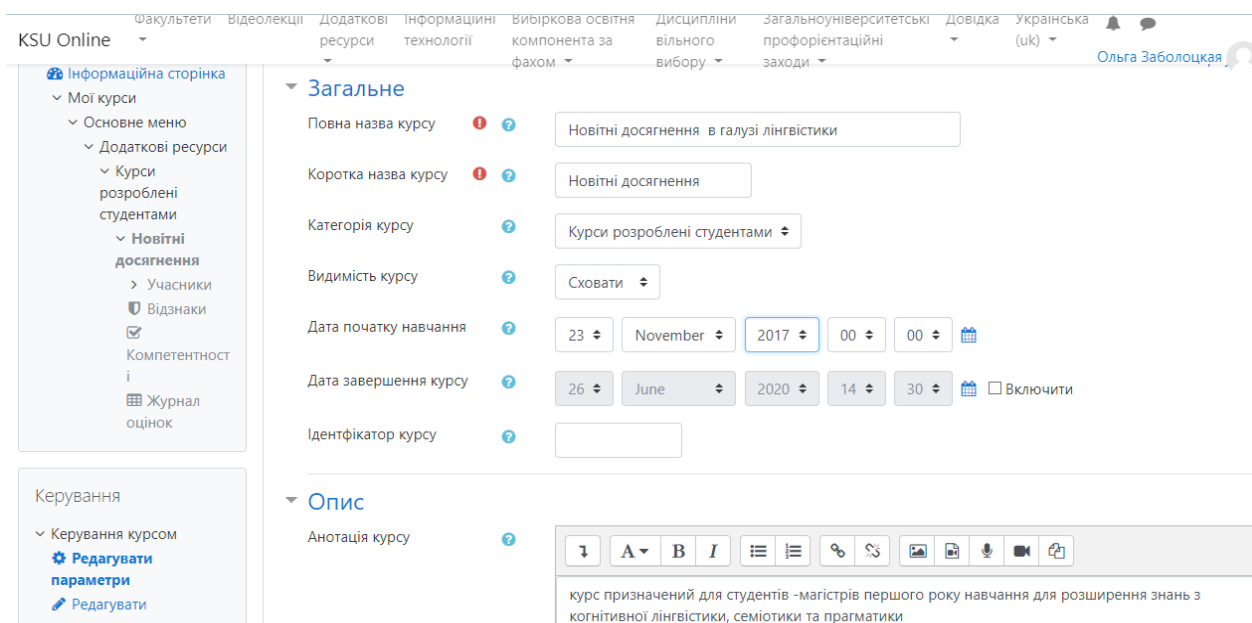 Факультети Відеолекції Додаткові Інформаційні Вибіркова освітня Дисципліни Загальноуніверситетські Довідка Українська
KSU Online ресурси технології компонента за вільного профорієнтаційні (uk)
фахом вибору заходи Ольга Заболоцкая
Інформаційна сторінка
Мої курси
Основне меню
Додаткові ресурси
Курси
розроблені
студентами
Новітні
досягнення
Учасники
Відзнаки
Компетентност
і
Журнал
оцінок
Керування
Керування курсом
Редагувати
параметри
Редагувати
Загальне
Повна назва курсу Новітні досягнення в галузі лінгвістики
Коротка назва курсу Новітні досягнення
Категорія курсу Курси розроблені студентами
Видимість курсу Сховати
Дата початку навчання 23 November 2017 00 00
Дата завершення курсу 26 June 2020 14 30 Включити
Ідентфікатор курсу
Опис
Анотація курсу
A B I
курс призначений для студентів -магістрів першого року навчання для розширення знань з
когнітивної лінгвістики, семіотики та прагматики